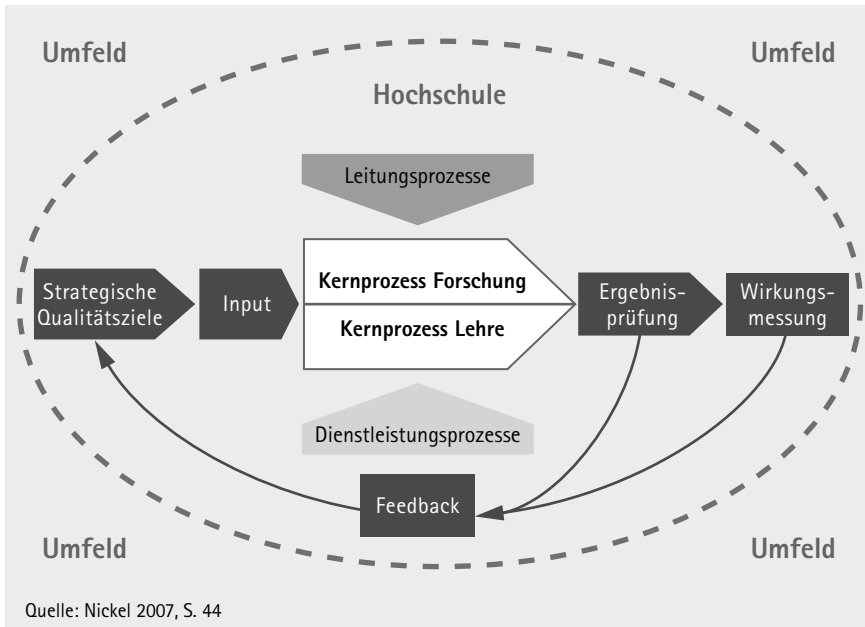 Umfeld
Umfeld
Hochschule
Leitungsprozesse
Strategische
Qualitätsziele
Input
Kernprozess Forschung
Kernprozess Lehre
Ergebnis-
prüfung
Wirkungs-
messung
Dienstleistungsprozesse
Feedback
Umfeld
Umfeld
Quelle: Nickel 2007, S. 44